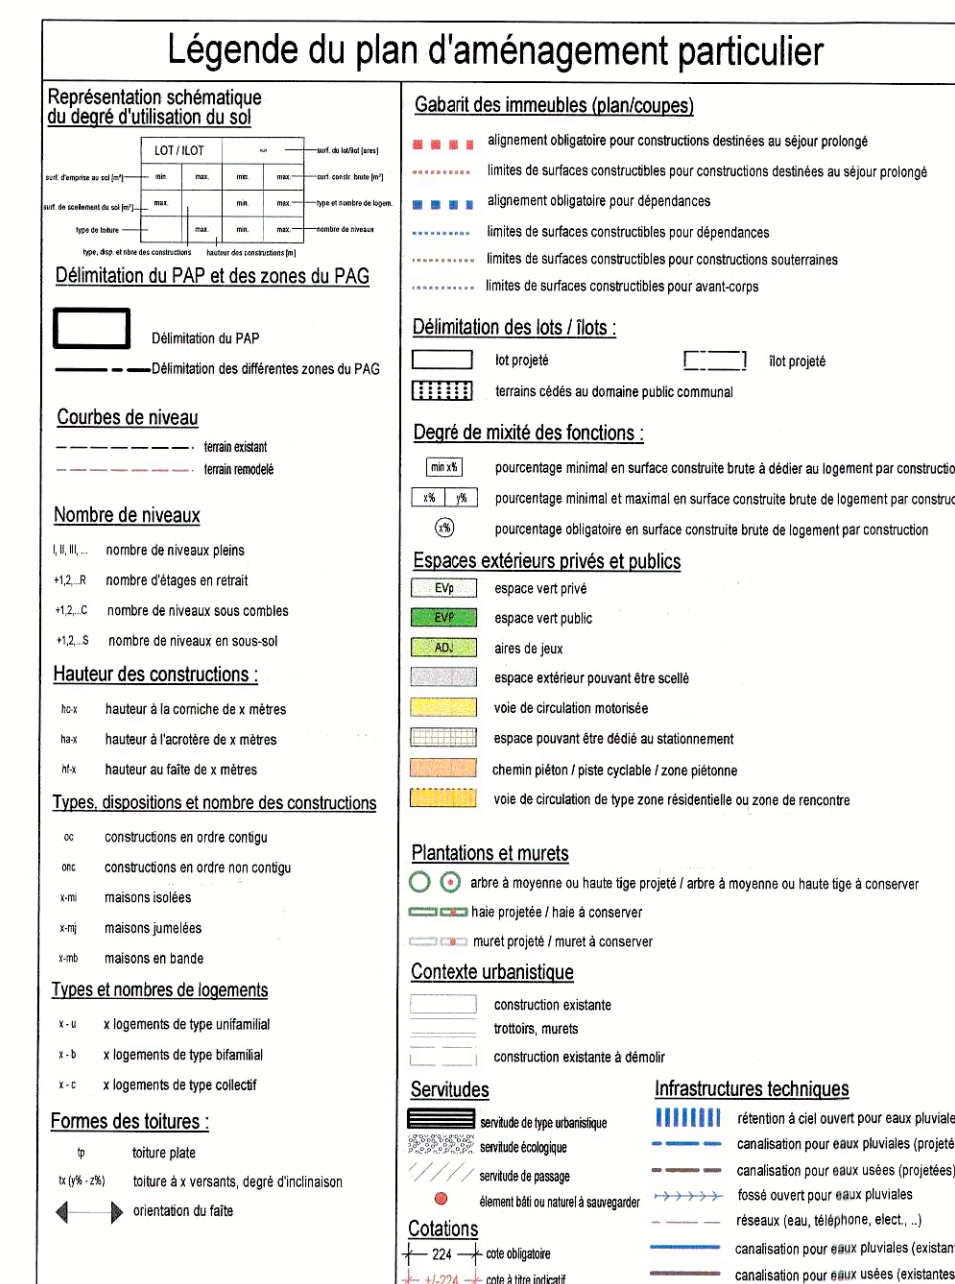 Légende du plan d'aménagement particulier
Représentation schématique
du degré d'utilisation du sol
LOT / ILOT
surf. du lot/ilot [ares]
surf. d'emprise au sol [m²]
min
max.
min.
max.
surf. constr. brute [m²]
surf. de scellement du sol [m²]
max.
min.
max.
type et nombre de logem.
type de toiture
max.
min.
max.
nombre de niveaux
type, disp. et nbre des constructions
hauteur des constructions [m]
Délimitation du PAP et des zones du PAG
Délimitation du PAP
Délimitation des différentes zones du PAG
Courbes de niveau
terrain existant
terrain remodelé
Nombre de niveaux
I, II, III, ... nombre de niveaux pleins
+1,2,...R nombre d'étages en retrait
+1,2,...C nombre de niveaux sous combles
+1,2,...S nombre de niveaux en sous-sol
Hauteur des constructions :
hc-x hauteur à la corniche de x mètres
ha-x hauteur à l'acrotère de x mètres
hf-x hauteur au faîte de x mètres
Types, dispositions et nombre des constructions
oc constructions en ordre contigu
onc constructions en ordre non contigu
x-mi maisons isolées
x-mj maisons jumelées
x-mb maisons en bande
Types et nombres de logements
x - u x logements de type unifamilial
x - b x logements de type bifamilial
x - c x logements de type collectif
Formes des toitures :
tp toiture plate
tx (y% - z%) toiture à x versants, degré d'inclinaison
orientation du faîte
Gabarit des immeubles (plan/coupes)
alignement obligatoire pour constructions destinées au séjour prolongé
limites de surfaces constructibles pour constructions destinées au séjour prolongé
alignement obligatoire pour dépendances
limites de surfaces constructibles pour dépendances
limites de surfaces constructibles pour constructions souterraines
limites de surfaces constructibles pour avant-corps
Délimitation des lots / îlots :
lot projeté
îlot projeté
terrains cédés au domaine public communal
Degré de mixité des fonctions :
min x% pourcentage minimal en surface construite brute à dédier au logement par constructio
x% y% pourcentage minimal et maximal en surface construite brute de logement par construc
x% pourcentage obligatoire en surface construite brute de logement par construction
Espaces extérieurs privés et publics
EVp espace vert privé
EVP espace vert public
ADJ aires de jeux
espace extérieur pouvant être scellé
voie de circulation motorisée
espace pouvant être dédié au stationnement
chemin piéton / piste cyclable / zone piétonne
voie de circulation de type zone résidentielle ou zone de rencontre
Plantations et murets
arbre à moyenne ou haute tige projeté / arbre à moyenne ou haute tige à conserver
haie projetée / haie à conserver
muret projeté / muret à conserver
Contexte urbanistique
construction existante
trottoirs, murets
construction existante à démolir
Servitudes
servitude de type urbanistique
servitude écologique
servitude de passage
élement bâti ou naturel à sauvegarder
Cotations
224 cote obligatoire
+/-224 cote à titre indicatif
Infrastructures techniques
rétention à ciel ouvert pour eaux pluviale
canalisation pour eaux pluviales (projeté
canalisation pour eaux usées (projetées)
fossé ouvert pour eaux pluviales
réseaux (eau, téléphone, elect., ..)
canalisation pour eaux pluviales (existan
canalisation pour eaux usées (existantes